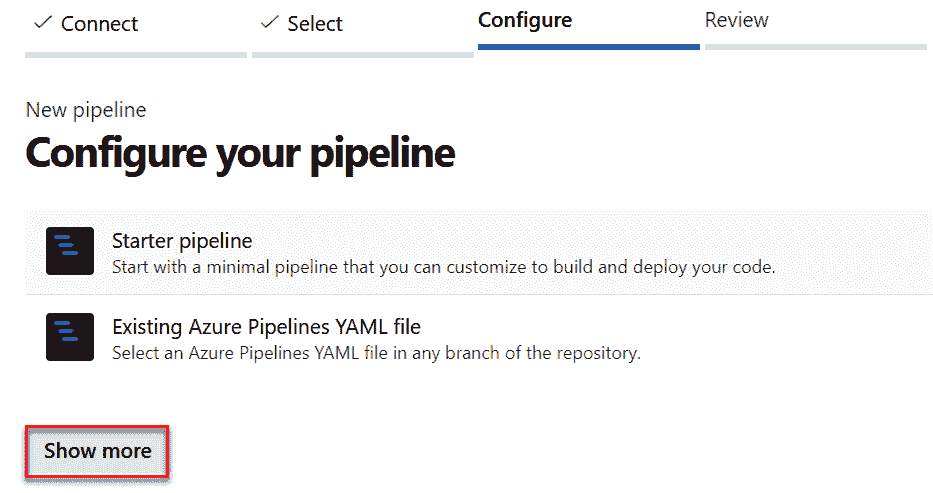 Connect
Select
Configure
Review
New pipeline
Configure your pipeline
Starter pipeline
Start with a minimal pipeline that you can customize to build and deploy your code.
Existing Azure Pipelines YAML file
Select an Azure Pipelines YAML file in any branch of the repository.
Show more